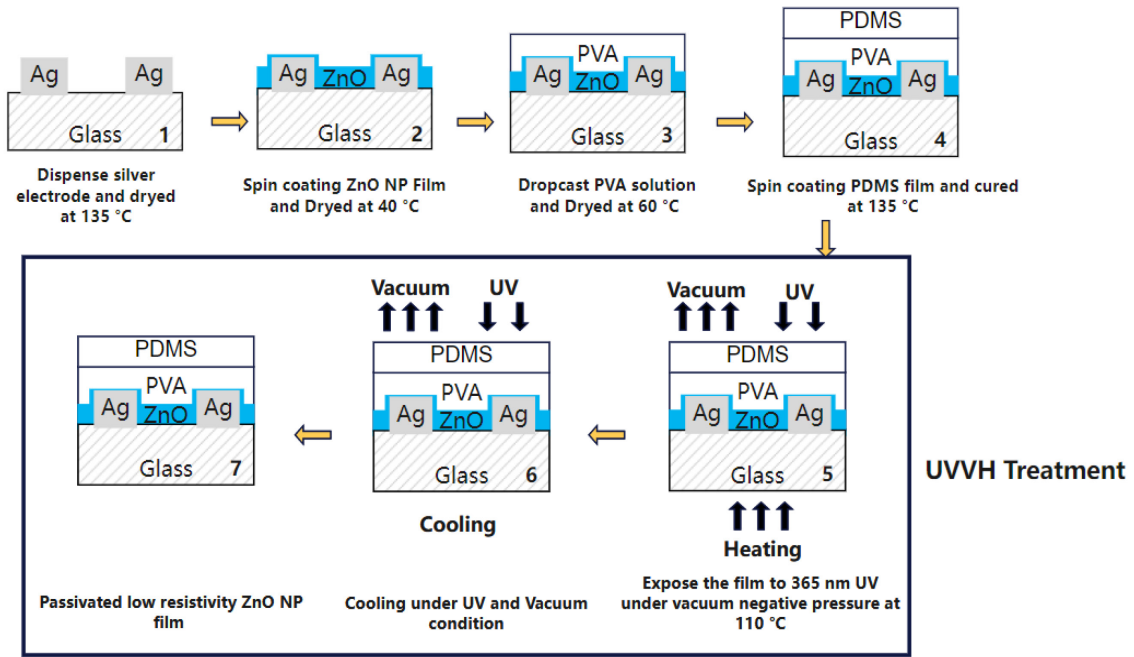 Ag Ag
Glass 1
Dispense silver
electrode and dryed
at 135 °C
Ag ZnO Ag
Glass 2
Spin coating ZnO NP Film
and Dryed at 40 °C
PVA
Ag ZnO Ag
Glass 3
Dropcast PVA solution
and Dryed at 60 °C
PDMS
PVA
Ag ZnO Ag
Glass 4
Spin coating PDMS film and cured
at 135 °C
Vacuum UV
PDMS
PVA
Ag ZnO Ag
Glass 5
Heating
Expose the film to 365 nm UV
under vacuum negative pressure at
110 °C
Vacuum UV
PDMS
PVA
Ag ZnO Ag
Glass 6
Cooling
Cooling under UV and Vacuum
condition
PDMS
PVA
Ag ZnO Ag
Glass 7
Passivated low resistivity ZnO NP
film
UVVH Treatment